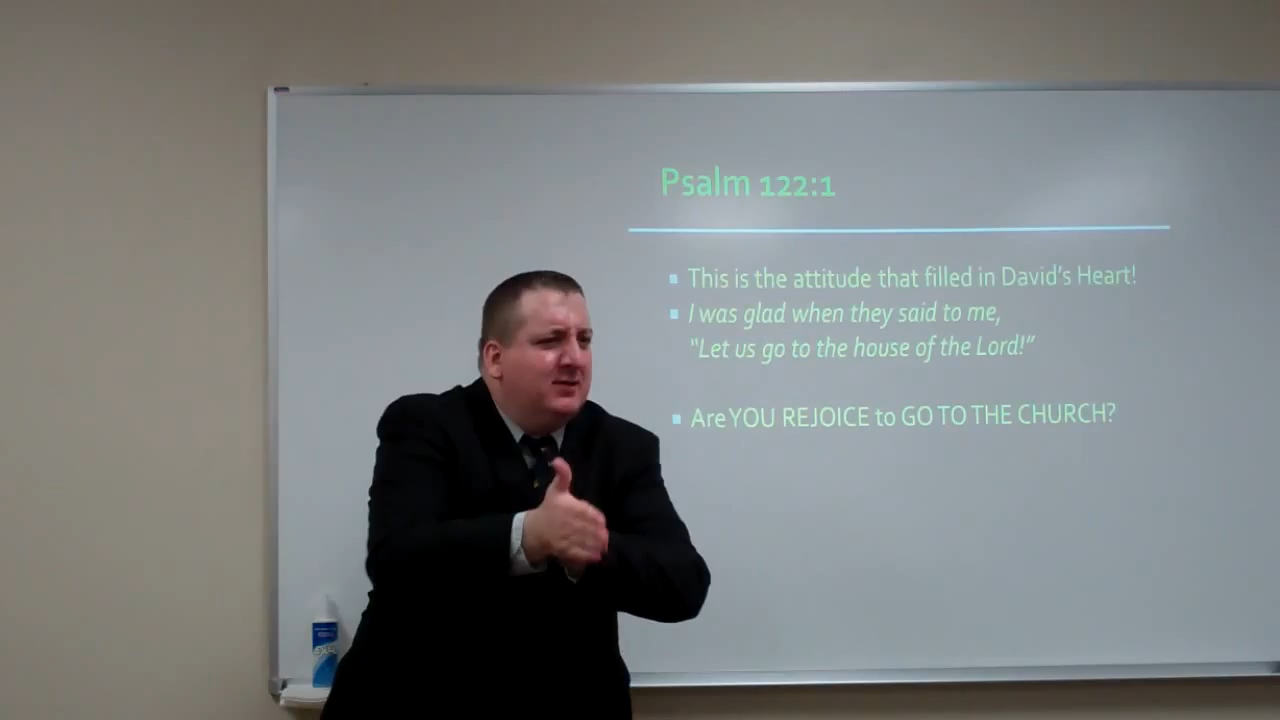 Psalm 122:1
This is the attitude that filled in David's Heart!
I was glad when they said to me,
"Let us go to the house of the Lord!"
Are YOU REJOICE to GO TO THE CHURCH?